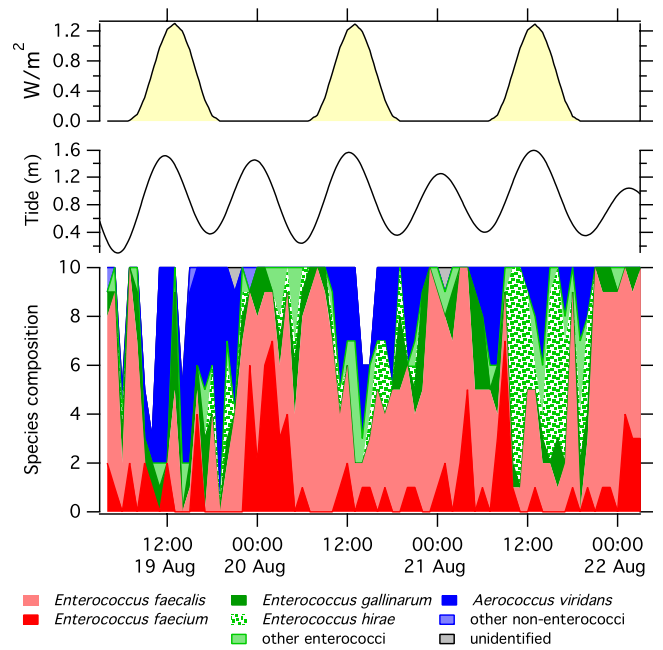 W/m2
1.2
0.8
0.4
0.0
Tide (m)
1.6
1.2
0.8
0.4
Species composition
10
8
6
4
2
0
12:00 00:00 12:00 00:00 12:00 00:00
19 Aug 20 Aug 21 Aug 22 Aug
Enterococcus faecalis Enterococcus gallinarum Aerococcus viridans
Enterococcus faecium Enterococcus hirae other non-enterococci
other enterococci unidentified